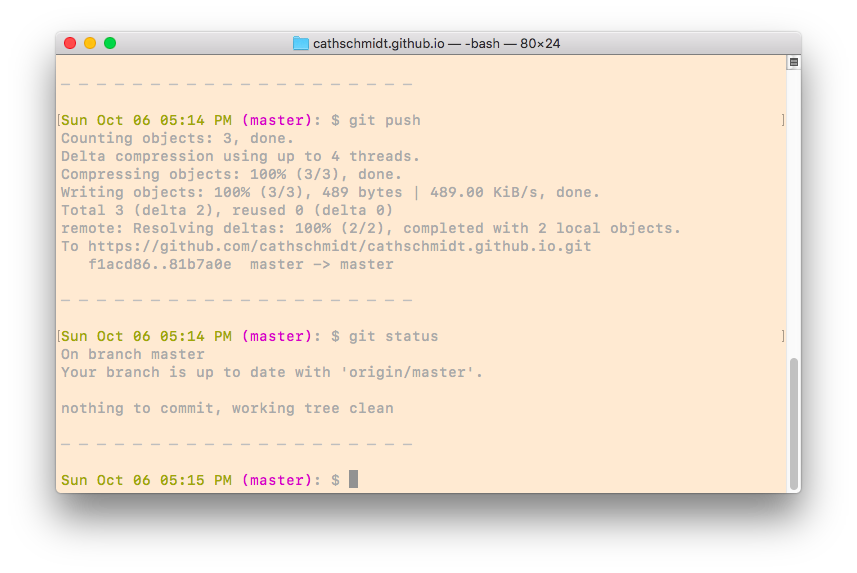 cathschmidt.github.io — -bash — 80×24
— — — — — — — — — — — — — — — — — — — —
[Sun Oct 06 05:14 PM (master): $ git push ]
Counting objects: 3, done.
Delta compression using up to 4 threads.
Compressing objects: 100% (3/3), done.
Writing objects: 100% (3/3), 489 bytes | 489.00 KiB/s, done.
Total 3 (delta 2), reused 0 (delta 0)
remote: Resolving deltas: 100% (2/2), completed with 2 local objects.
To https://github.com/cathschmidt/cathschmidt.github.io.git
   f1acd86..81b7a0e  master -> master
— — — — — — — — — — — — — — — — — — — —
[Sun Oct 06 05:14 PM (master): $ git status ]
On branch master
Your branch is up to date with 'origin/master'.
nothing to commit, working tree clean
— — — — — — — — — — — — — — — — — — — —
Sun Oct 06 05:15 PM (master): $